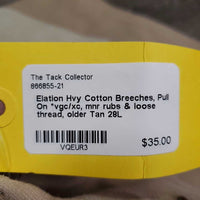 The Tack Collector
866855-21
Elation Hvy Cotton Breeches, Pull
On *vgc/xc, mnr rubs & loose
thread, older Tan 28L
$35.00
VQEUR3